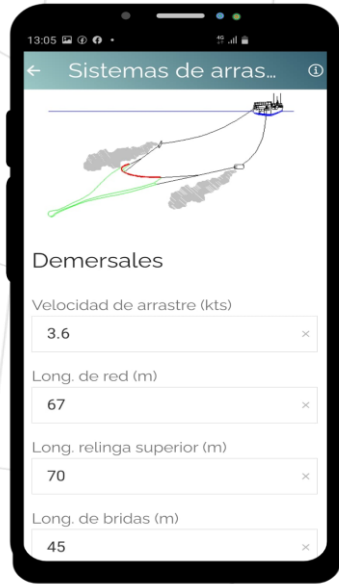 13:05
4G
Sistemas de arras...
Demersales
Velocidad de arrastre (kts)
3.6
Long. de red (m)
67
Long. relinga superior (m)
70
Long. de bridas (m)
45